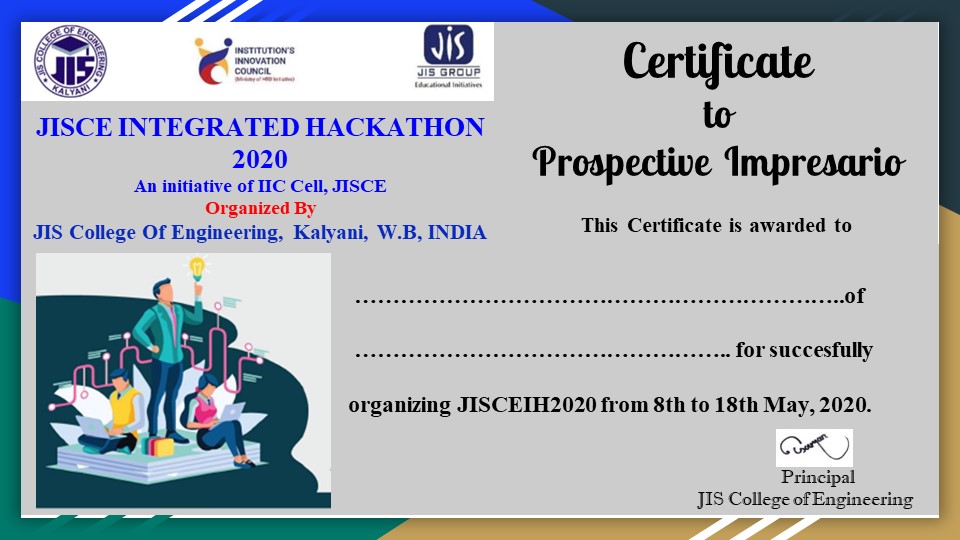 JIS COLLEGE OF ENGINEERING
JIS
KALYANI
INSTITUTION'S
INNOVATION
COUNCIL
(Ministry of HRD Initiative)
JIS
JIS GROUP
Educational Initiatives
JISCE INTEGRATED HACKATHON
2020
An initiative of IIC Cell, JISCE
Organized By
JIS College Of Engineering, Kalyani, W.B, INDIA
Certificate
to
Prospective Impresario
This Certificate is awarded to
…………………………………………….…………..of
………………………………………….. for succesfully
organizing JISCEIH2020 from 8th to 18th May, 2020.
Principal
JIS College of Engineering